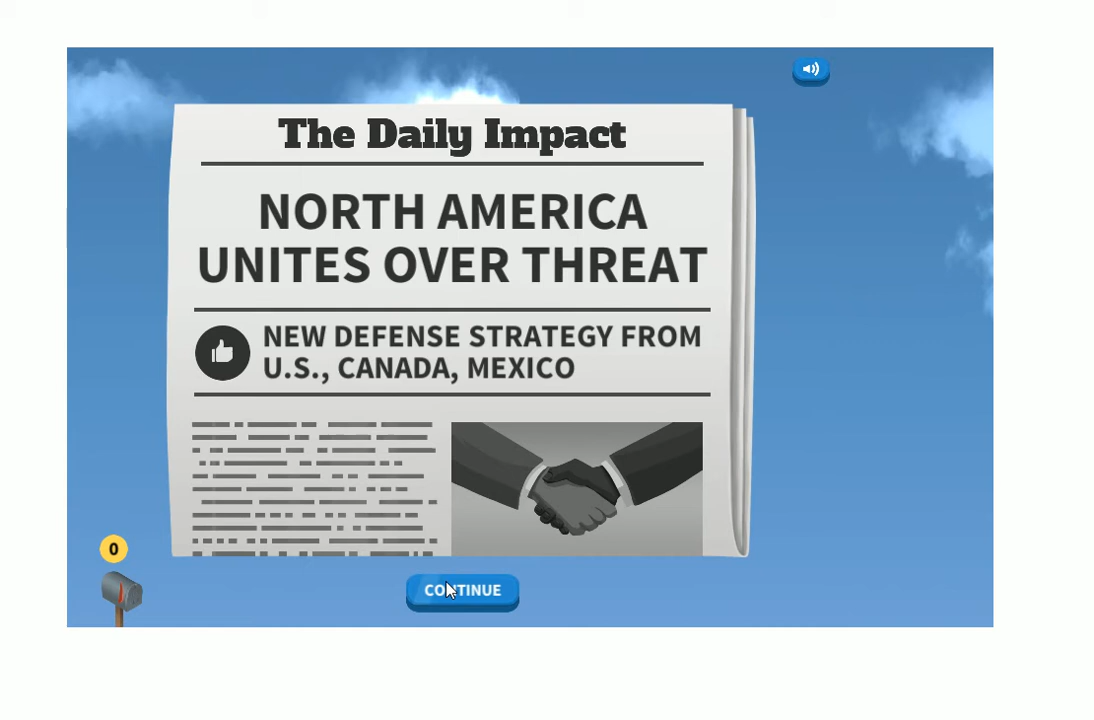 The Daily Impact
NORTH AMERICA
UNITES OVER THREAT
NEW DEFENSE STRATEGY FROM
U.S., CANADA, MEXICO
0
CONTINUE